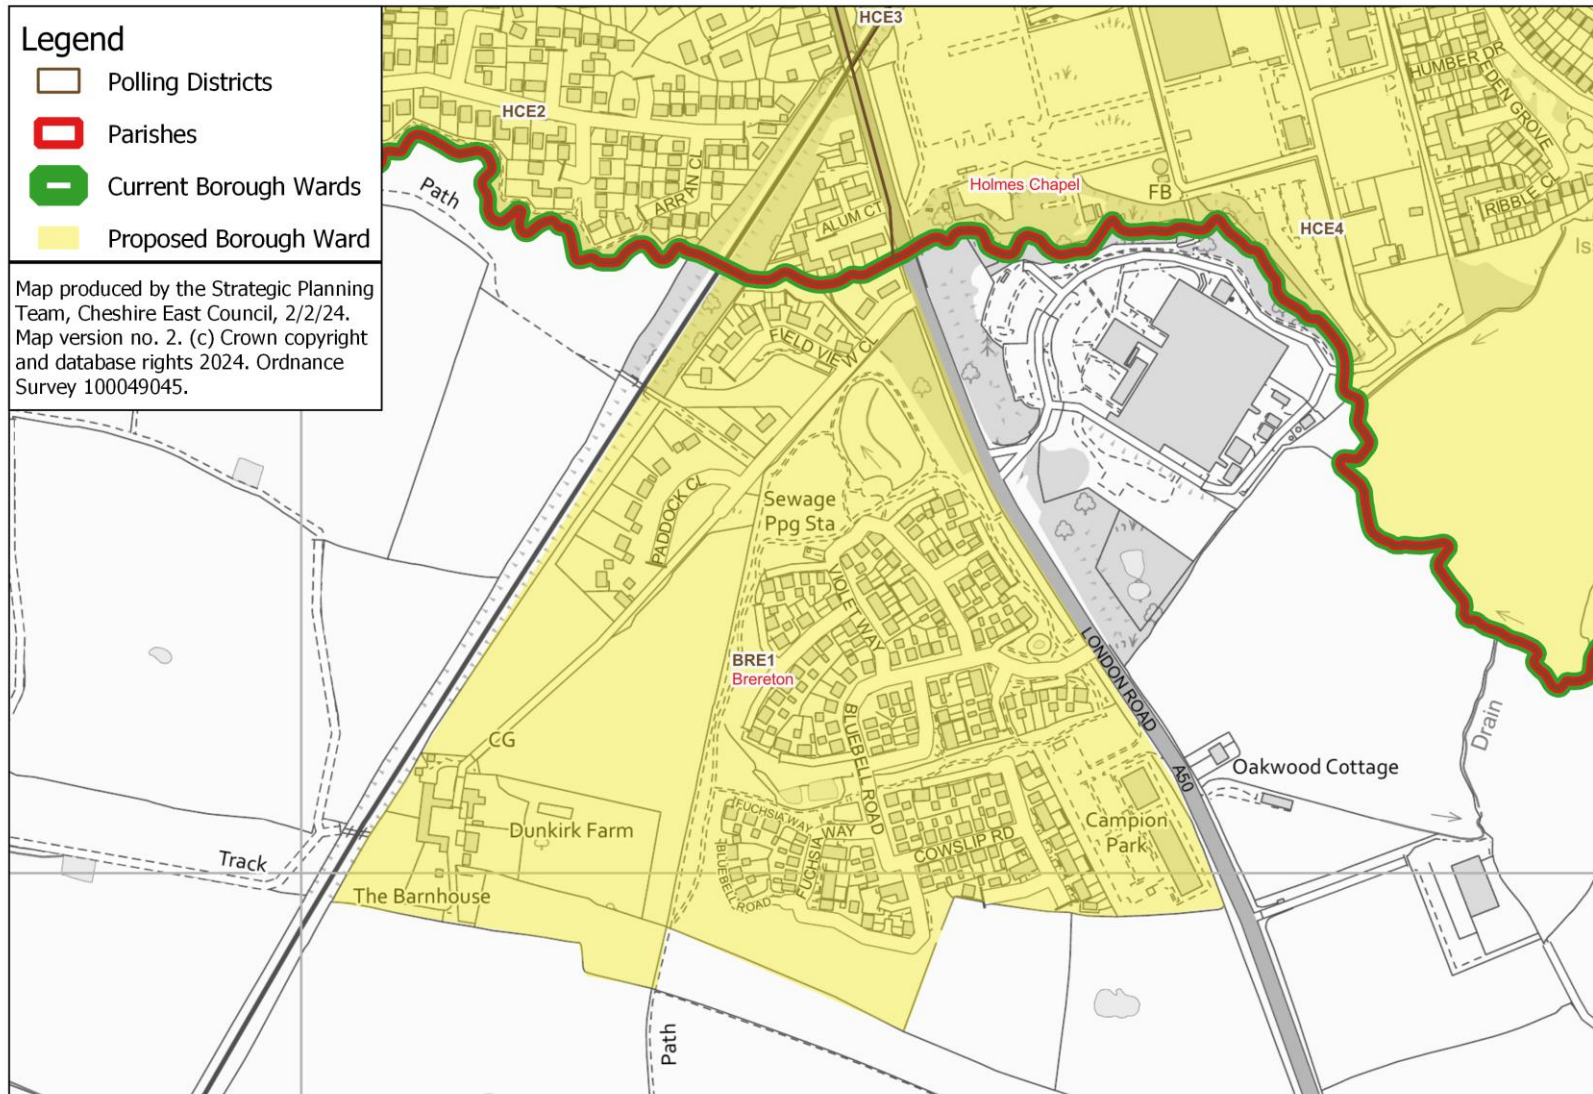 Legend
Polling Districts
Parishes
Current Borough Wards
Proposed Borough Ward
Map produced by the Strategic Planning
Team, Cheshire East Council, 2/2/24.
Map version no. 2. (c) Crown copyright
and database rights 2024. Ordnance
Survey 100049045.
HCE3
HCE2
HUMBER DR
EDEN GROVE
RIBBLE CL
Path
ARRAN CL
ALUM CT
Holmes Chapel
FB
HCE4
Is
FIELD VIEW CL
PADDOCK CL
Sewage
Ppg Sta
VIOLET WAY
BRE1
Brereton
LONDON ROAD
A50
BLUEBELL ROAD
Drain
CG
Oakwood Cottage
Dunkirk Farm
FUCHSIA WAY
FUCHSIA WAY
BLUEBELL ROAD
COWSLIP RD
Campion
Park
Track
The Barnhouse
Path